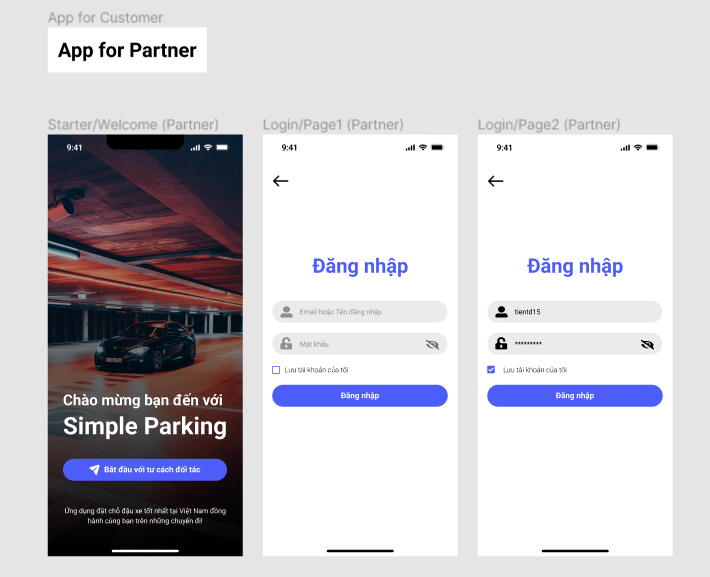 App for Customer
App for Partner
Starter/Welcome (Partner)
9:41
Chào mừng bạn đến với
Simple Parking
Bắt đầu với tư cách đối tác
Ứng dụng đặt chỗ đậu xe tốt nhất tại Việt Nam đồng
hành cùng bạn trên những chuyến đi!
Login/Page1 (Partner)
9:41
Đăng nhập
Email hoặc Tên đăng nhập
Mật khẩu
Lưu tài khoản của tôi
Đăng nhập
Login/Page2 (Partner)
9:41
Đăng nhập
tientd15
*********
Lưu tài khoản của tôi
Đăng nhập